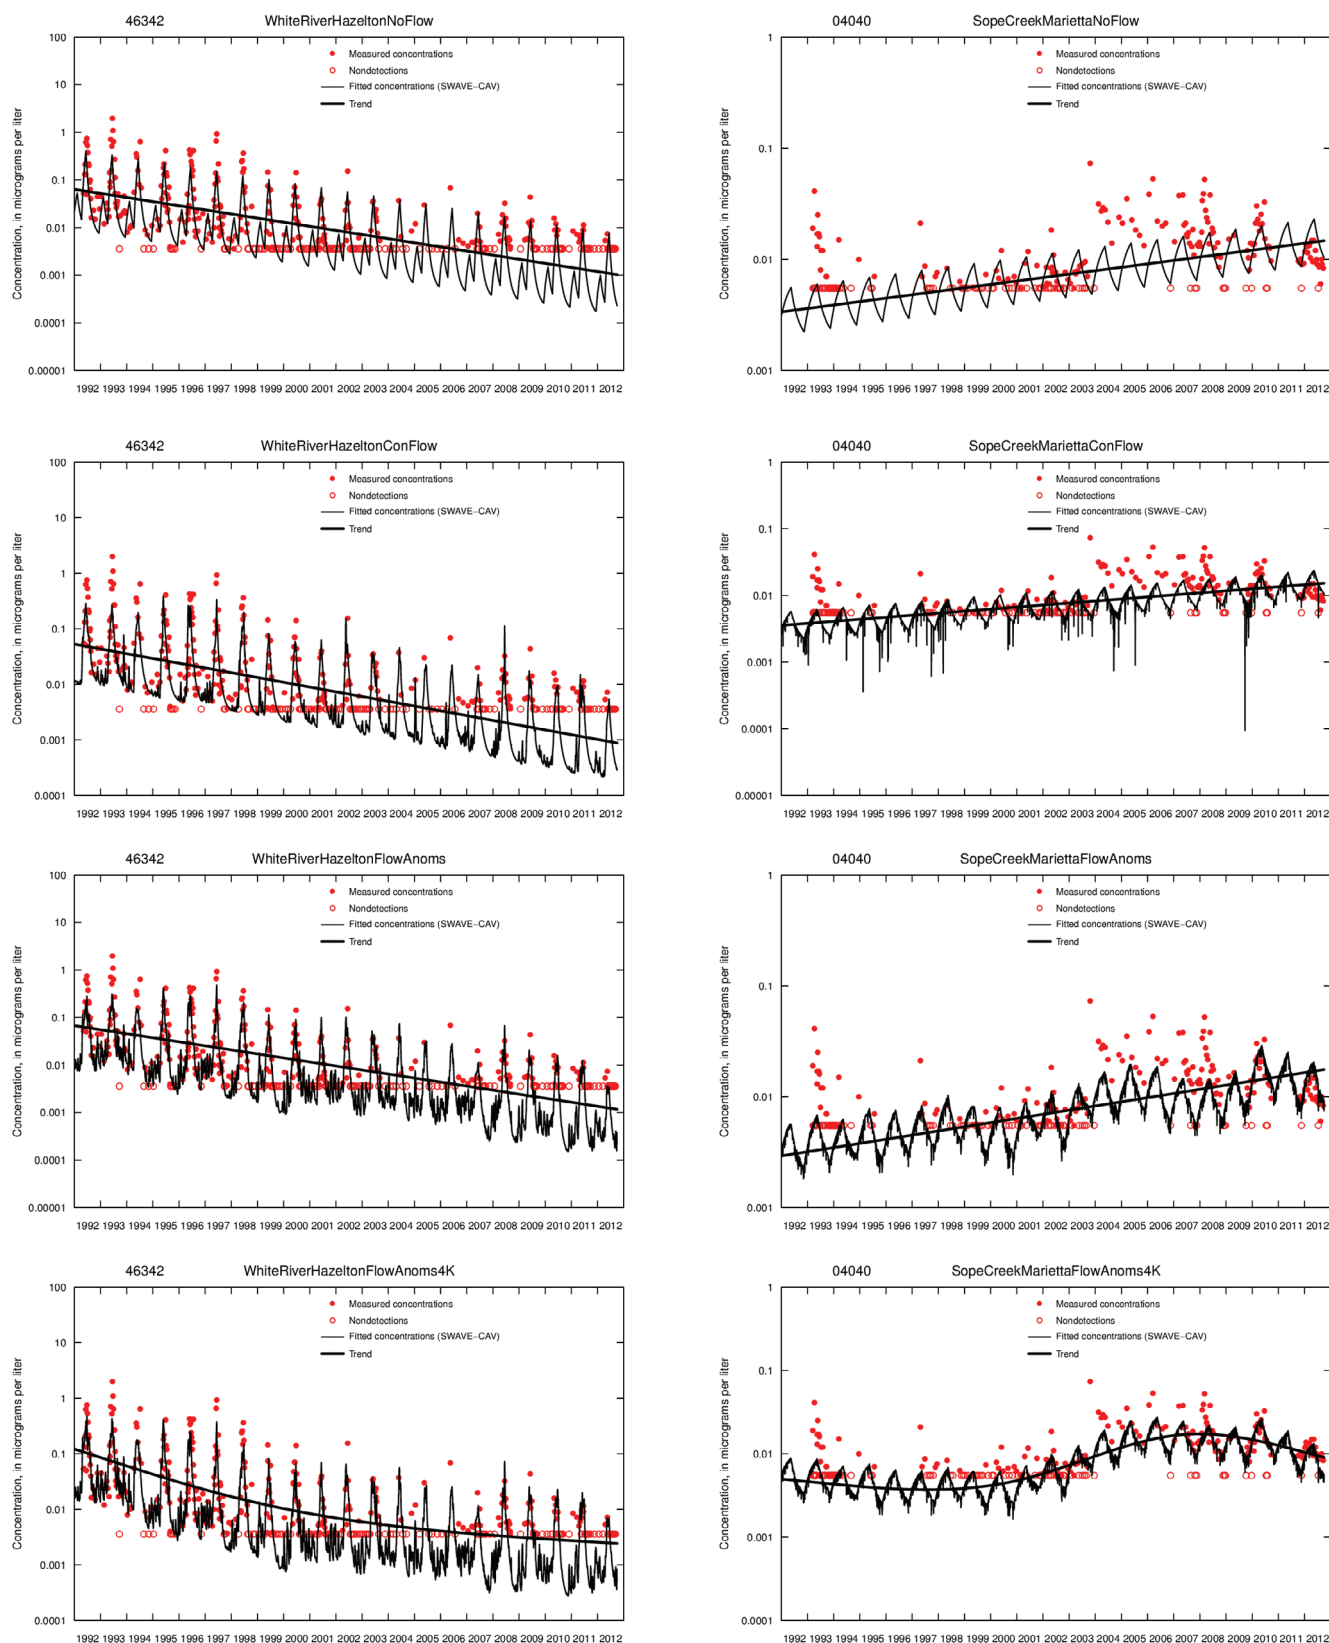 46342 WhiteRiverHazeltonNoFlow
100
10
1
0.1
0.01
0.001
0.0001
0.00001
Concentration, in micrograms per liter
Measured concentrations
Nondetections
Fitted concentrations (SWAVE−CAV)
Trend
1992 1993 1994 1995 1996 1997 1998 1999 2000 2001 2002 2003 2004 2005 2006 2007 2008 2009 2010 2011 2012
04040 SopeCreekMariettaNoFlow
1
0.1
0.01
0.001
Concentration, in micrograms per liter
Measured concentrations
Nondetections
Fitted concentrations (SWAVE−CAV)
Trend
1992 1993 1994 1995 1996 1997 1998 1999 2000 2001 2002 2003 2004 2005 2006 2007 2008 2009 2010 2011 2012
46342 WhiteRiverHazeltonConFlow
100
10
1
0.1
0.01
0.001
0.0001
Concentration, in micrograms per liter
Measured concentrations
Nondetections
Fitted concentrations (SWAVE−CAV)
Trend
1992 1993 1994 1995 1996 1997 1998 1999 2000 2001 2002 2003 2004 2005 2006 2007 2008 2009 2010 2011 2012
04040 SopeCreekMariettaConFlow
1
0.1
0.01
0.001
0.0001
0.00001
Concentration, in micrograms per liter
Measured concentrations
Nondetections
Fitted concentrations (SWAVE−CAV)
Trend
1992 1993 1994 1995 1996 1997 1998 1999 2000 2001 2002 2003 2004 2005 2006 2007 2008 2009 2010 2011 2012
46342 WhiteRiverHazeltonFlowAnoms
100
10
1
0.1
0.01
0.001
0.0001
0.00001
Concentration, in micrograms per liter
Measured concentrations
Nondetections
Fitted concentrations (SWAVE−CAV)
Trend
1992 1993 1994 1995 1996 1997 1998 1999 2000 2001 2002 2003 2004 2005 2006 2007 2008 2009 2010 2011 2012
04040 SopeCreekMariettaFlowAnoms
1
0.1
0.01
0.001
Concentration, in micrograms per liter
Measured concentrations
Nondetections
Fitted concentrations (SWAVE−CAV)
Trend
1992 1993 1994 1995 1996 1997 1998 1999 2000 2001 2002 2003 2004 2005 2006 2007 2008 2009 2010 2011 2012
46342 WhiteRiverHazeltonFlowAnoms4K
100
10
1
0.1
0.01
0.001
0.0001
Concentration, in micrograms per liter
Measured concentrations
Nondetections
Fitted concentrations (SWAVE−CAV)
Trend
1992 1993 1994 1995 1996 1997 1998 1999 2000 2001 2002 2003 2004 2005 2006 2007 2008 2009 2010 2011 2012
04040 SopeCreekMariettaFlowAnoms4K
1
0.1
0.01
0.001
0.0001
Concentration, in micrograms per liter
Measured concentrations
Nondetections
Fitted concentrations (SWAVE−CAV)
Trend
1992 1993 1994 1995 1996 1997 1998 1999 2000 2001 2002 2003 2004 2005 2006 2007 2008 2009 2010 2011 2012